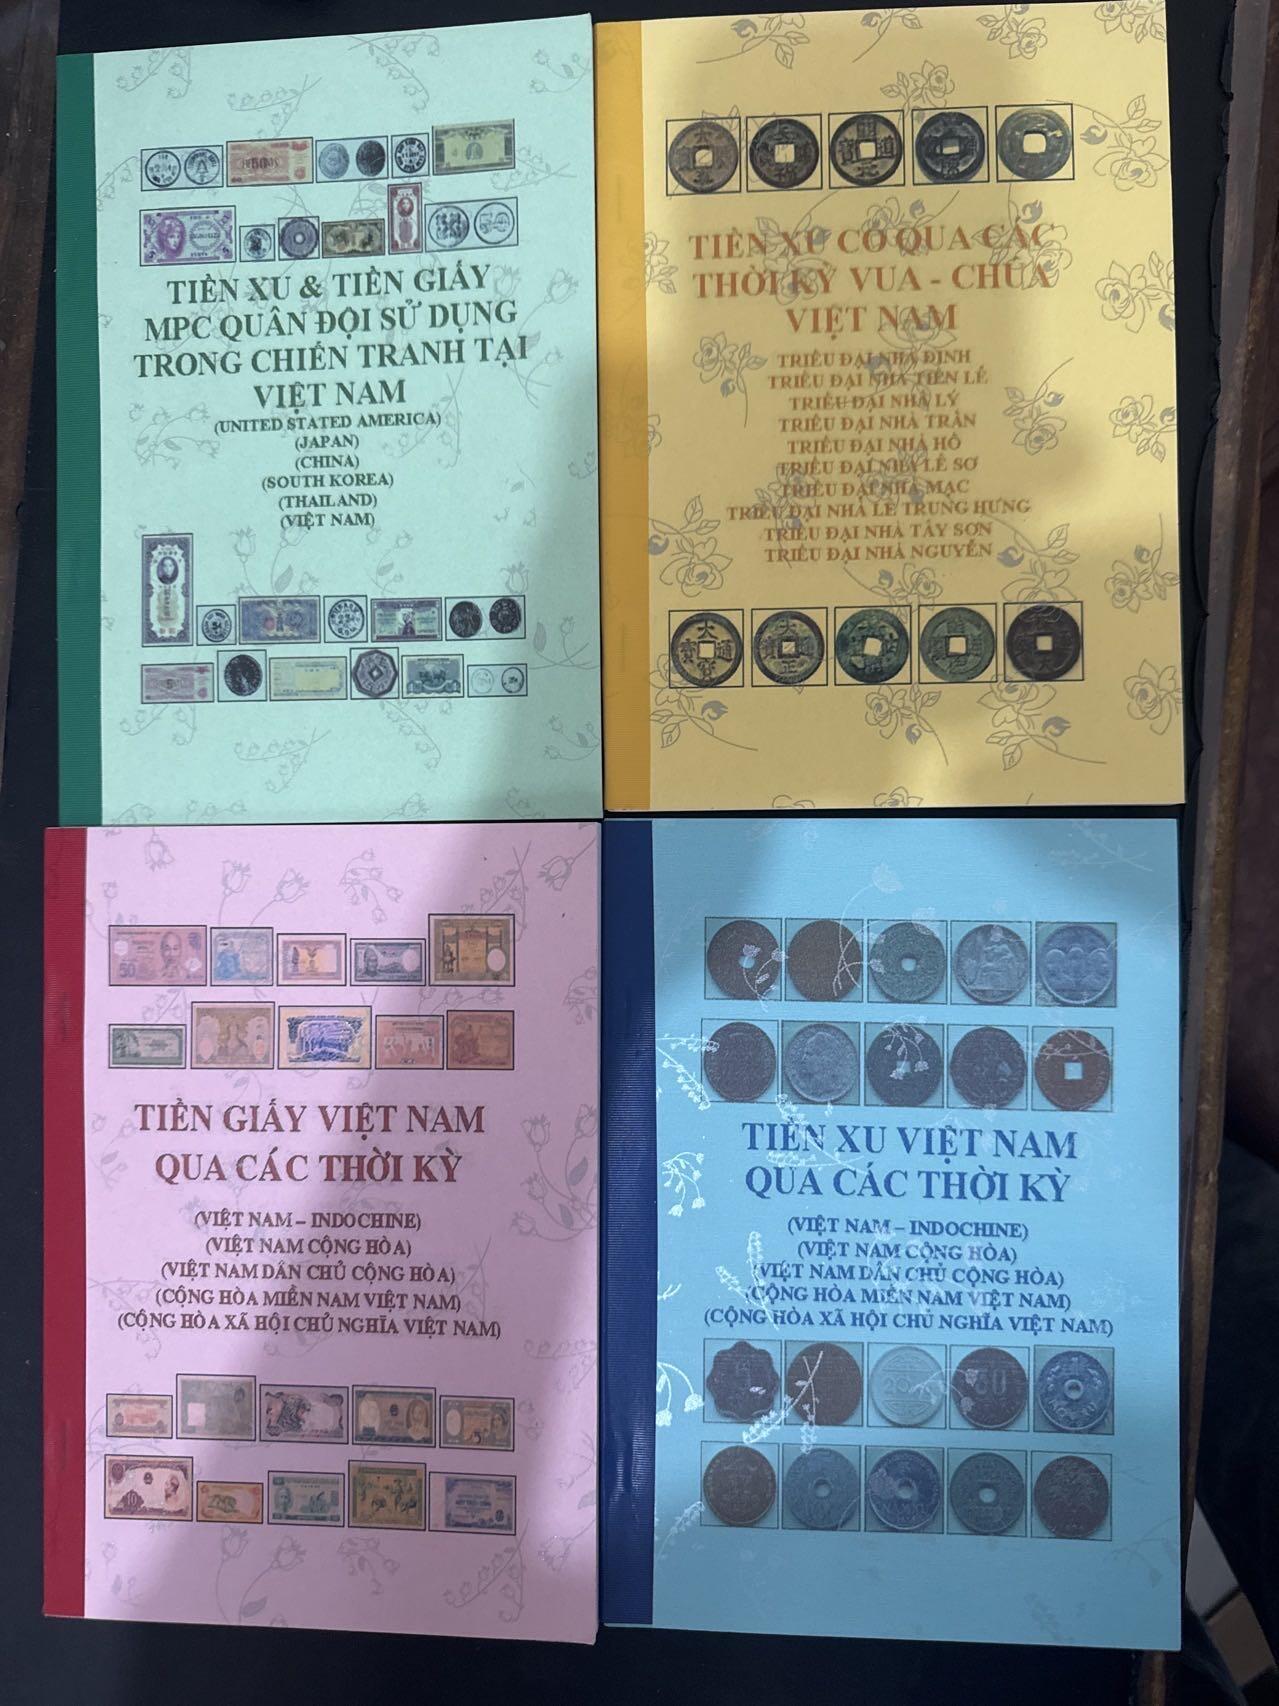 TIỀN XU & TIỀN GIẤY
MPC QUÂN ĐỘI SỬ DỤNG
TRONG CHIẾN TRANH TẠI
VIỆT NAM
(UNITED STATED AMERICA)
(JAPAN)
(CHINA)
(SOUTH KOREA)
(THAILAND)
(VIỆT NAM)
TIỀN XU CỔ QUA CÁC
THỜI KỲ VUA - CHÚA
VIỆT NAM
TRIỀU ĐẠI NHÀ ĐINH
TRIỀU ĐẠI NHÀ TIỀN LÊ
TRIỀU ĐẠI NHÀ LÝ
TRIỀU ĐẠI NHÀ TRẦN
TRIỀU ĐẠI NHÀ HỒ
TRIỀU ĐẠI NHÀ LÊ SƠ
TRIỀU ĐẠI NHÀ MẠC
TRIỀU ĐẠI NHÀ LÊ TRUNG HƯNG
TRIỀU ĐẠI NHÀ TÂY SƠN
TRIỀU ĐẠI NHÀ NGUYỄN
TIỀN GIẤY VIỆT NAM
QUA CÁC THỜI KỲ
(VIỆT NAM – INDOCHINE)
(VIỆT NAM CỘNG HÒA)
(VIỆT NAM DÂN CHỦ CỘNG HÒA)
(CỘNG HÒA MIỀN NAM VIỆT NAM)
(CỘNG HÒA XÃ HỘI CHỦ NGHĨA VIỆT NAM)
TIỀN XU VIỆT NAM
QUA CÁC THỜI KỲ
(VIỆT NAM – INDOCHINE)
(VIỆT NAM CỘNG HÒA)
(VIỆT NAM DÂN CHỦ CỘNG HÒA)
(CỘNG HÒA MIỀN NAM VIỆT NAM)
(CỘNG HÒA XÃ HỘI CHỦ NGHĨA VIỆT NAM)